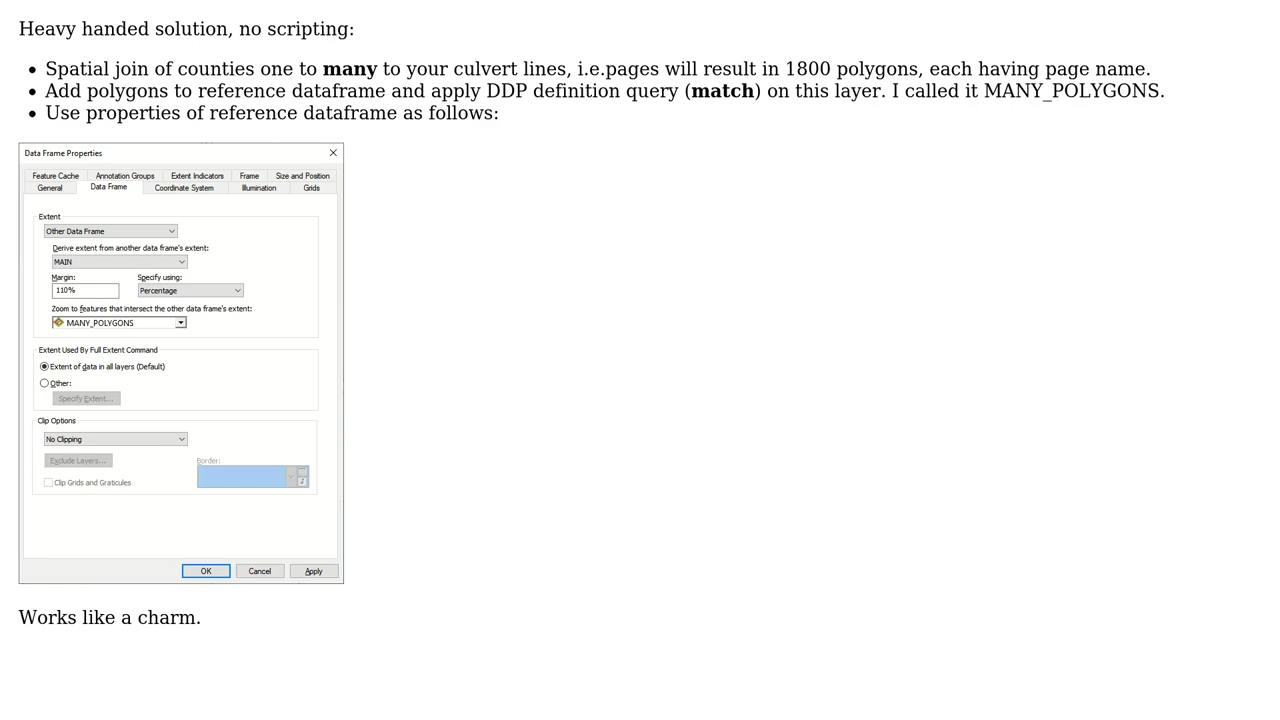 Heavy handed solution, no scripting:
Spatial join of counties one to many to your culvert lines, i.e.pages will result in 1800 polygons, each having page name.
Add polygons to reference dataframe and apply DDP definition query (match) on this layer. I called it MANY_POLYGONS.
Use properties of reference dataframe as follows:
Data Frame Properties
Feature Cache Annotation Groups Extent Indicators Frame Size and Position
General Data Frame Coordinate System Illumination Grids
Extent
Other Data Frame
Derive extent from another data frame's extent:
MAIN
Margin: Specify using:
110% Percentage
Zoom to features that intersect the other data frame's extent:
MANY_POLYGONS
Extent Used By Full Extent Command
Extent of data in all layers (Default)
Other:
Specify Extent...
Clip Options
No Clipping
Exclude Layers... Border:
Clip Grids and Graticules
OK Cancel Apply
Works like a charm.